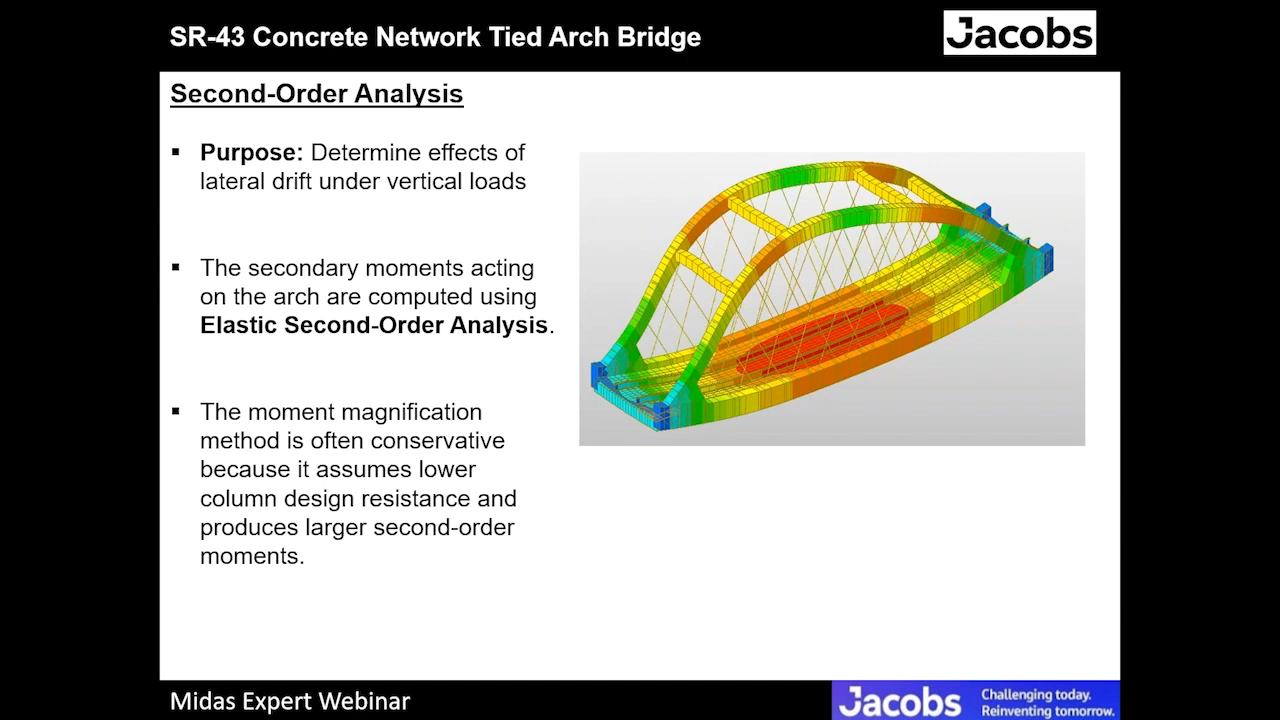 SR-43 Concrete Network Tied Arch Bridge
Jacobs
Second-Order Analysis
▪ Purpose: Determine effects of
lateral drift under vertical loads
▪ The secondary moments acting
on the arch are computed using
Elastic Second-Order Analysis.
▪ The moment magnification
method is often conservative
because it assumes lower
column design resistance and
produces larger second-order
moments.
Midas Expert Webinar
Jacobs
Challenging today.
Reinventing tomorrow.